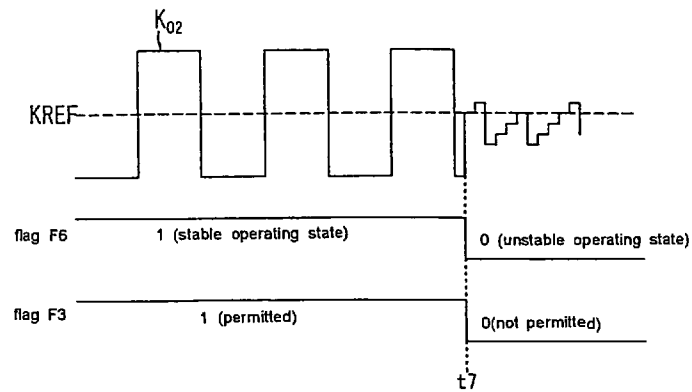 K02
KREF
flag F6
1 (stable operating state)
0 (unstable operating state)
flag F3
1 (permitted)
0(not permitted)
t7